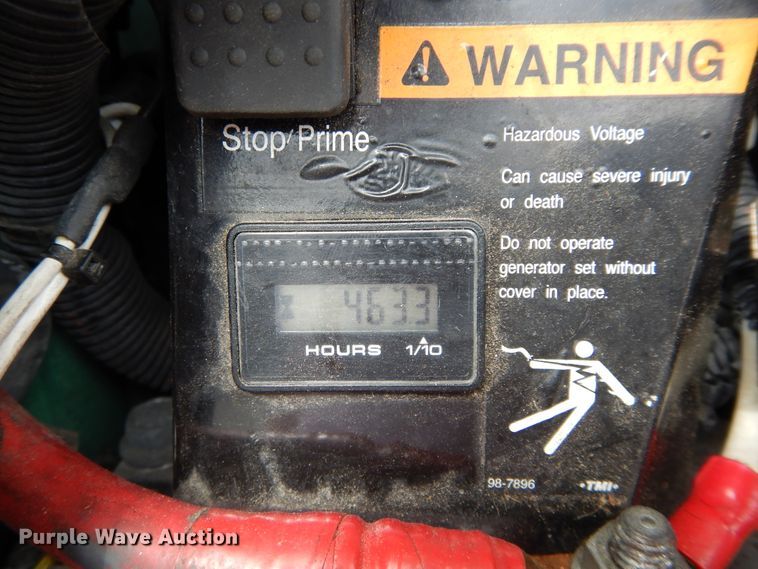 WARNING
Stop/Prime
Hazardous Voltage
Can cause severe injury
or death
Do not operate
generator set without
cover in place.
4633
HOURS 1/10
98-7896
·TMI·
Purple Wave Auction